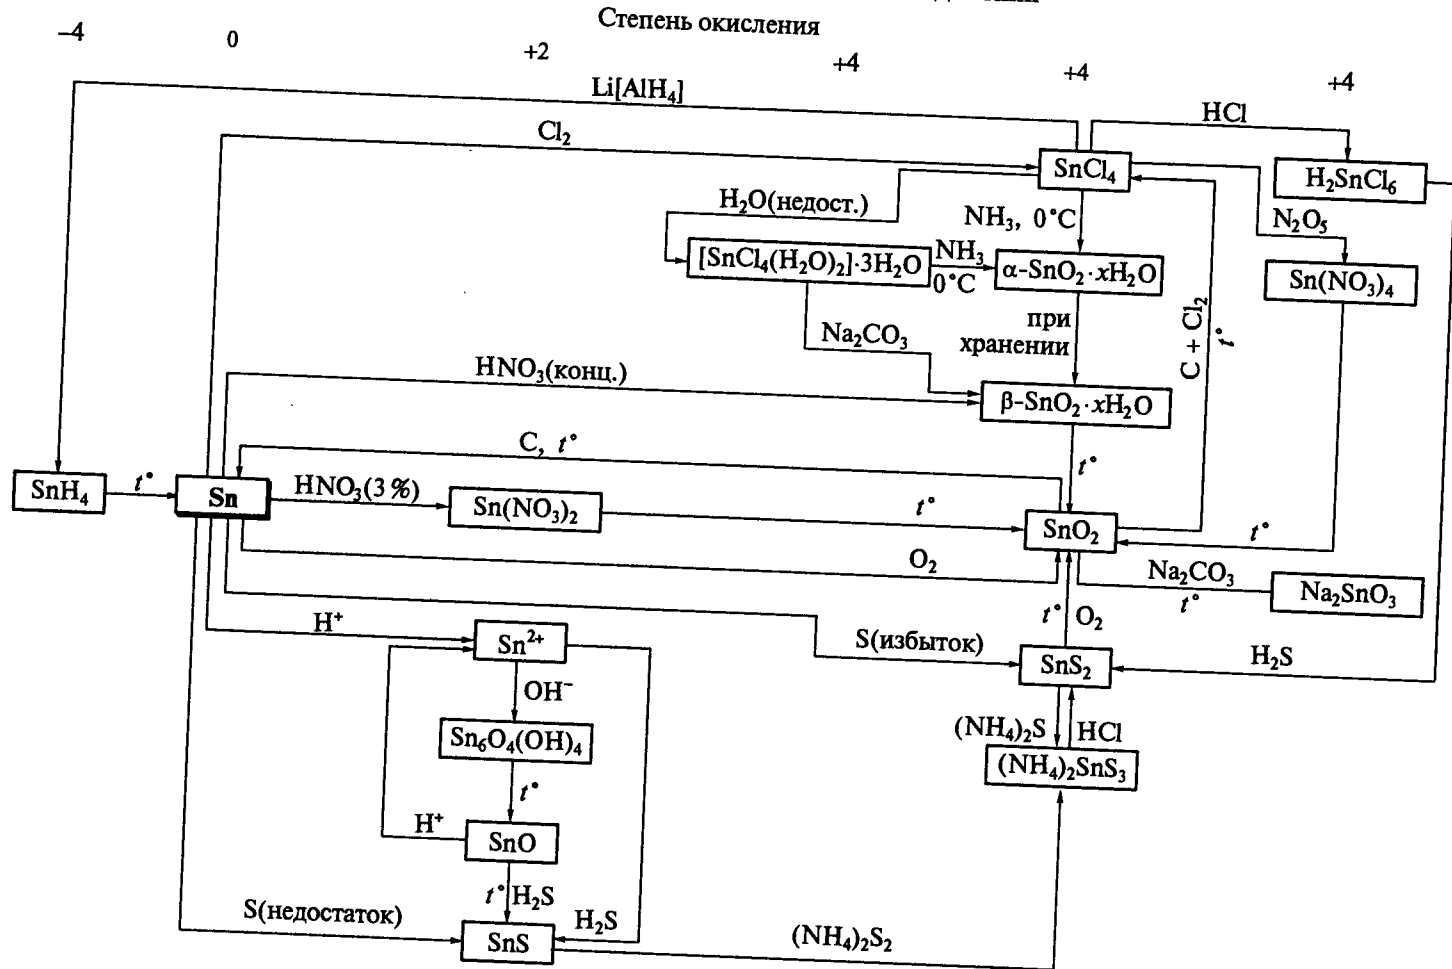 Степень окисления
–4
0
+2
+4
+4
+4
Li[AlH₄]
HCl
Cl₂
SnCl₄
H₂SnCl₆
H₂O(недост.)
NH₃, 0°C
N₂O₅
[SnCl₄(H₂O)₂]·3H₂O
NH₃
0°C
α-SnO₂·xH₂O
Sn(NO₃)₄
при
хранении
C + Cl₂
t°
Na₂CO₃
HNO₃(конц.)
β-SnO₂·xH₂O
C, t°
t°
SnH₄
t°
Sn
HNO₃(3%)
Sn(NO₃)₂
t°
SnO₂
t°
O₂
Na₂CO₃
t°
Na₂SnO₃
H⁺
Sn²⁺
t°
O₂
S(избыток)
SnS₂
H₂S
OH⁻
Sn₆O₄(OH)₄
(NH₄)₂S
HCl
(NH₄)₂SnS₃
t°
H⁺
SnO
t°
H₂S
S(недостаток)
H₂S
SnS
(NH₄)₂S₂